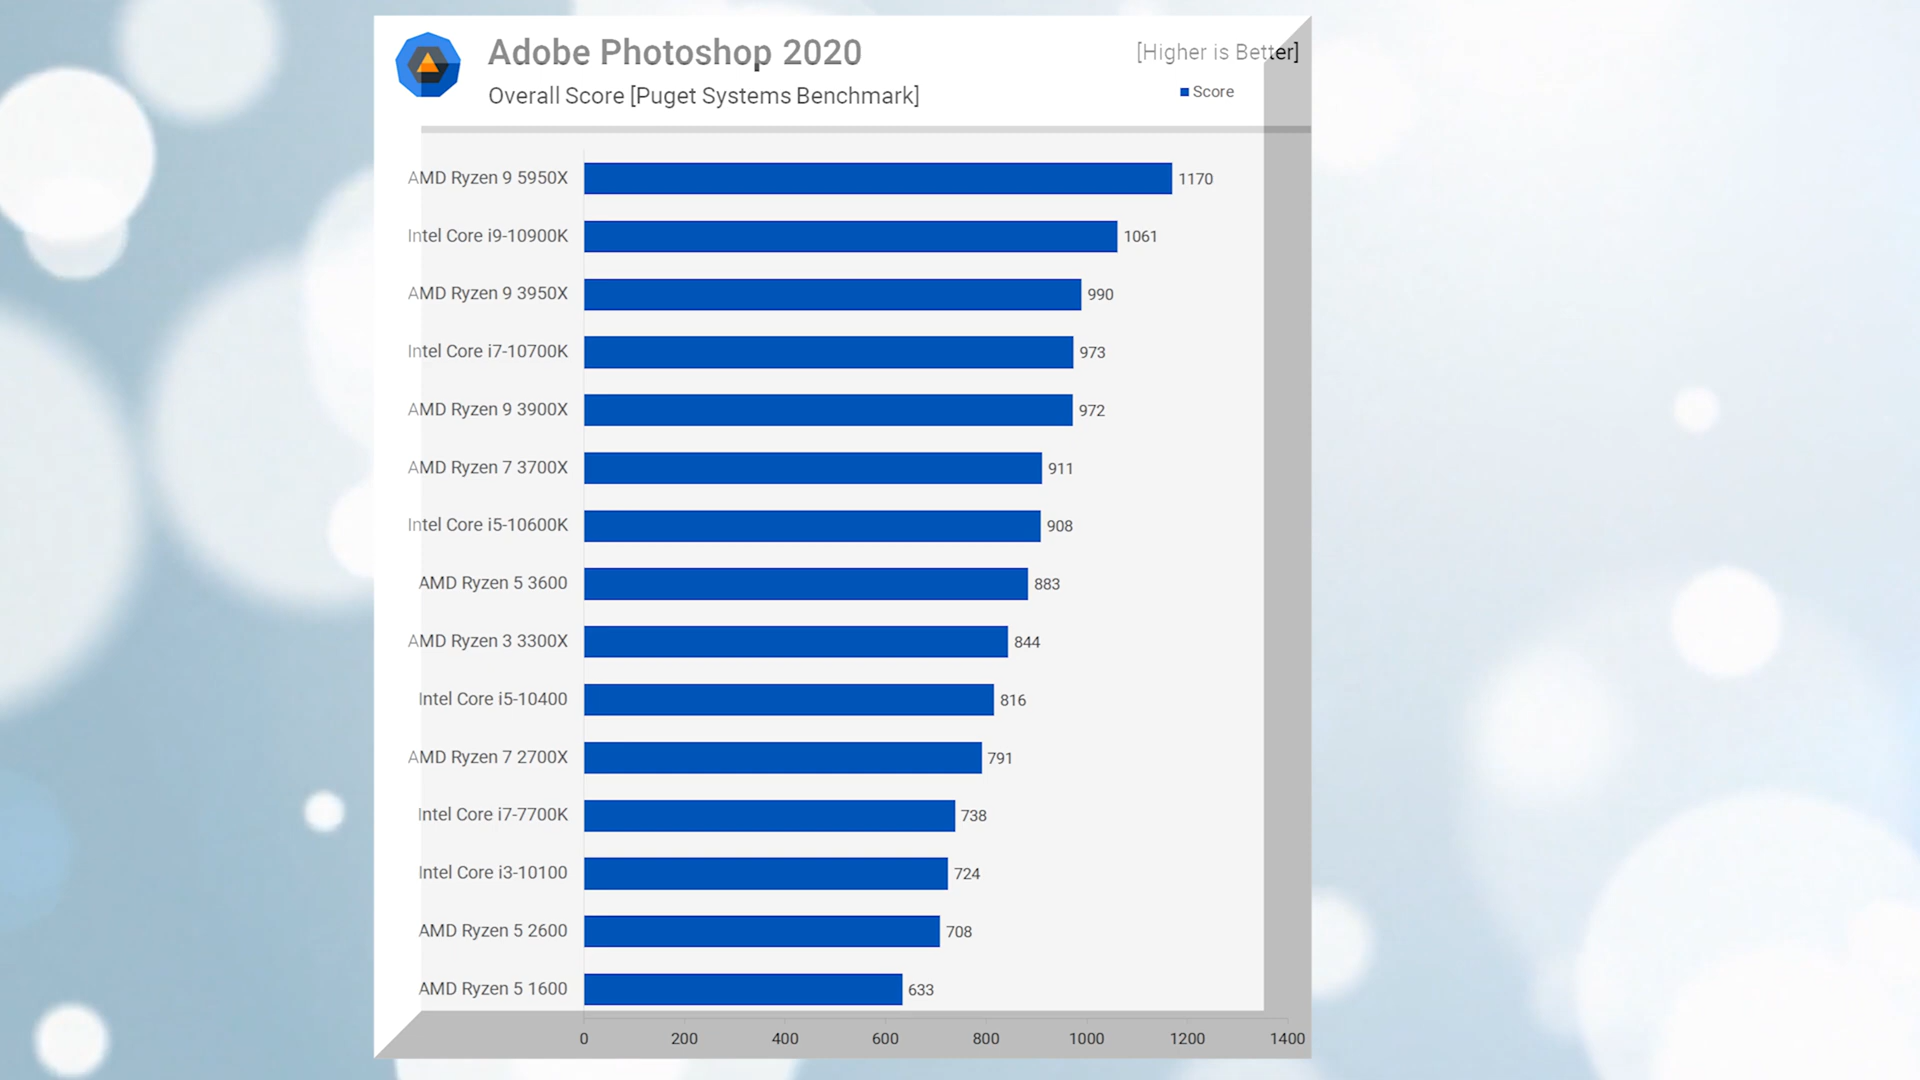 Adobe Photoshop 2020
[Higher is Better]
Overall Score [Puget Systems Benchmark]
Score
AMD Ryzen 9 5950X 1170
Intel Core i9-10900K 1061
AMD Ryzen 9 3950X 990
Intel Core i7-10700K 973
AMD Ryzen 9 3900X 972
AMD Ryzen 7 3700X 911
Intel Core i5-10600K 908
AMD Ryzen 5 3600 883
AMD Ryzen 3 3300X 844
Intel Core i5-10400 816
AMD Ryzen 7 2700X 791
Intel Core i7-7700K 738
Intel Core i3-10100 724
AMD Ryzen 5 2600 708
AMD Ryzen 5 1600 633
0 200 400 600 800 1000 1200 1400